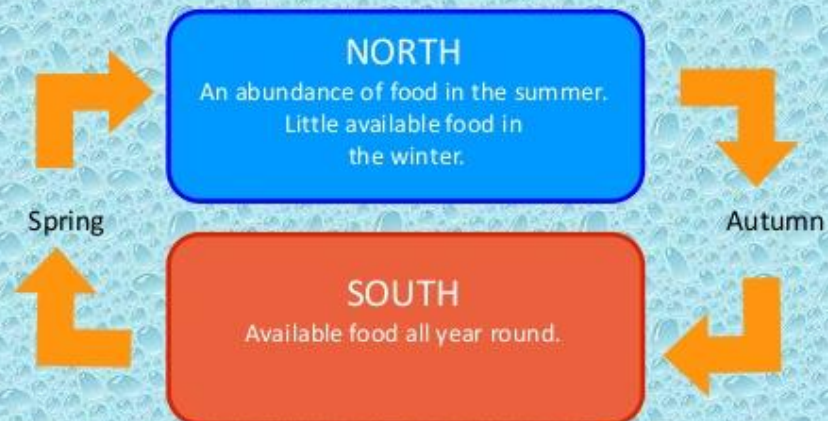 NORTH
An abundance of food in the summer.
Little available food in
the winter.
Spring
Autumn
SOUTH
Available food all year round.